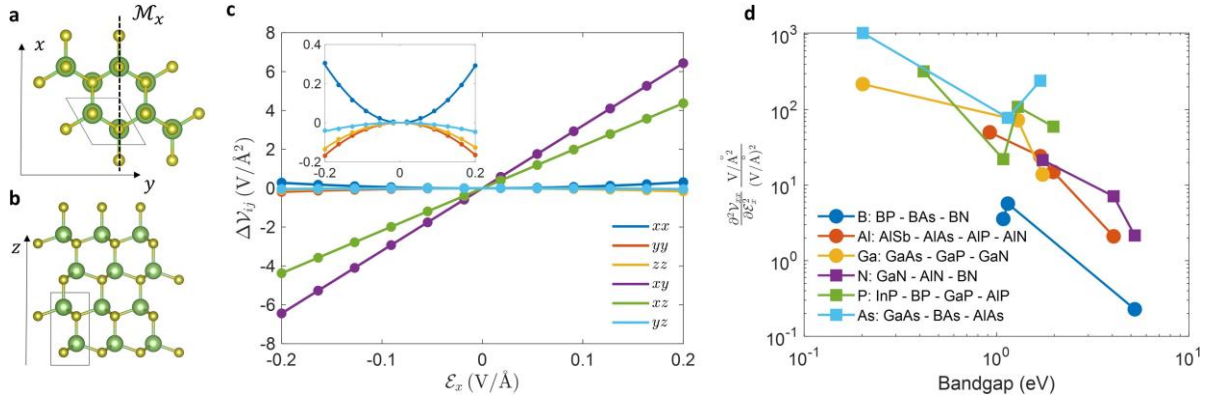 a
ℳx
x
y
b
z
c
ΔV_ij (V/Å²)
8
6
4
2
0
-2
-4
-6
-8
-0.2
-0.1
0
0.1
0.2
ℰx (V/Å)
0.4
0.2
0
-0.2
-0.2
0
0.2
xx
yy
zz
xy
xz
yz
d
∂²V_xx/∂ℰ_x² V/Å²/(V/Å)²
10³
10²
10¹
10⁰
10⁻¹
10⁻¹
10⁰
10¹
Bandgap (eV)
B: BP - BAs - BN
Al: AlSb - AlAs - AlP - AlN
Ga: GaAs - GaP - GaN
N: GaN - AlN - BN
P: InP - BP - GaP - AlP
As: GaAs - BAs - AlAs